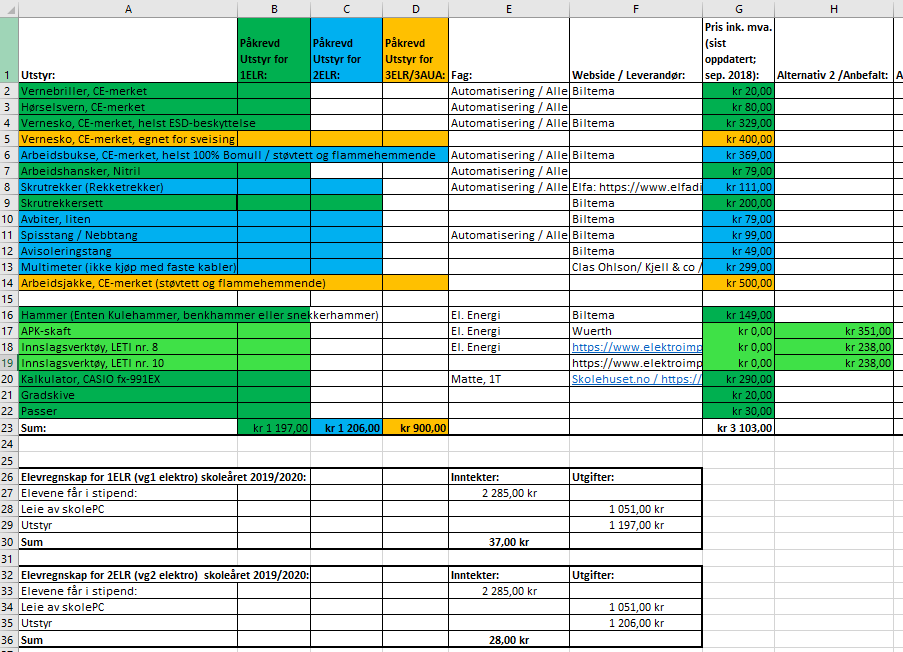 A B C D E F G H
1 Utstyr: Påkrevd Utstyr for 1ELR: Påkrevd Utstyr for 2ELR: Påkrevd Utstyr for 3ELR/3AUA: Fag: Webside / Leverandør: Pris ink. mva. (sist oppdatert; sep. 2018): Alternativ 2 /Anbefalt: A
2 Vernebriller, CE-merket Automatisering / Alle Biltema kr 20,00
3 Hørselsvern, CE-merket Automatisering / Alle kr 80,00
4 Vernesko, CE-merket, helst ESD-beskyttelse Automatisering / Alle Biltema kr 329,00
5 Vernesko, CE-merket, egnet for sveising kr 400,00
6 Arbeidsbukse, CE-merket, helst 100% Bomull / støvtett og flammehemmende Automatisering / Alle Biltema kr 369,00
7 Arbeidshansker, Nitril Automatisering / Alle kr 79,00
8 Skrutrekker (Rekketrekker) Automatisering / Alle Elfa: https://www.elfadi kr 111,00
9 Skrutrekkersett Biltema kr 200,00
10 Avbiter, liten Biltema kr 79,00
11 Spisstang / Nebbtang Automatisering / Alle Biltema kr 99,00
12 Avisoleringstang Biltema kr 49,00
13 Multimeter (ikke kjøp med faste kabler) Clas Ohlson/ Kjell & co / kr 299,00
14 Arbeidsjakke, CE-merket (støvtett og flammehemmende) kr 500,00
15
16 Hammer (Enten Kulehammer, benkhammer eller snekkerhammer) El. Energi Biltema kr 149,00
17 APK-skaft El. Energi Wuerth kr 0,00 kr 351,00
18 Innslagsverktøy, LETI nr. 8 El. Energi https://www.elektroimp kr 0,00 kr 238,00
19 Innslagsverktøy, LETI nr. 10 https://www.elektroimp kr 0,00 kr 238,00
20 Kalkulator, CASIO fx-991EX Matte, 1T Skolehuset.no / https:// kr 290,00
21 Gradskive kr 20,00
22 Passer kr 30,00
23 Sum: kr 1 197,00 kr 1 206,00 kr 900,00 kr 3 103,00
24
25
26 Elevregnskap for 1ELR (vg1 elektro) skoleåret 2019/2020: Inntekter: Utgifter:
27 Elevene får i stipend: 2 285,00 kr
28 Leie av skolePC 1 051,00 kr
29 Utstyr 1 197,00 kr
30 Sum 37,00 kr
31
32 Elevregnskap for 2ELR (vg2 elektro) skoleåret 2019/2020: Inntekter: Utgifter:
33 Elevene får i stipend: 2 285,00 kr
34 Leie av skolePC 1 051,00 kr
35 Utstyr 1 206,00 kr
36 Sum 28,00 kr